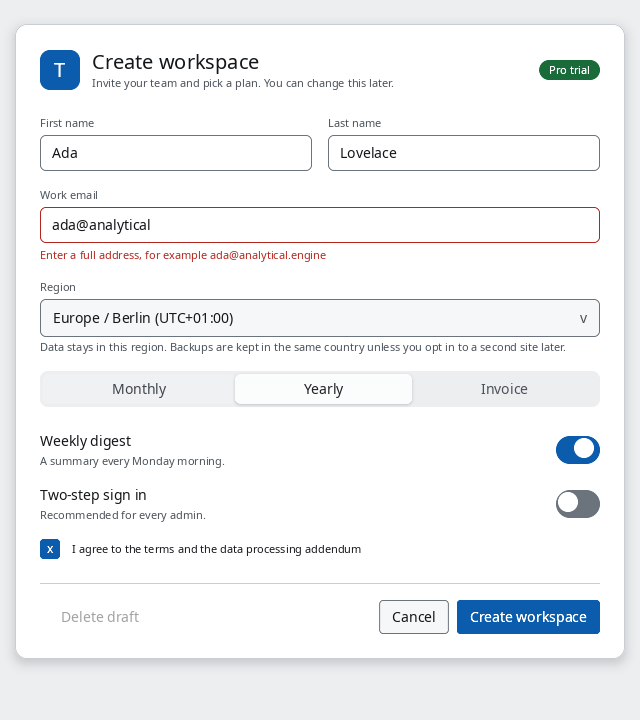 T
Create workspace
Invite your team and pick a plan. You can change this later.
Pro trial
First name
Last name
Ada
Lovelace
Work email
ada@analytical
Enter a full address, for example ada@analytical.engine
Region
Europe / Berlin (UTC+01:00)
v
Data stays in this region. Backups are kept in the same country unless you opt in to a second site later.
Monthly
Yearly
Invoice
Weekly digest
A summary every Monday morning.
Two-step sign in
Recommended for every admin.
x
I agree to the terms and the data processing addendum
Delete draft
Cancel
Create workspace